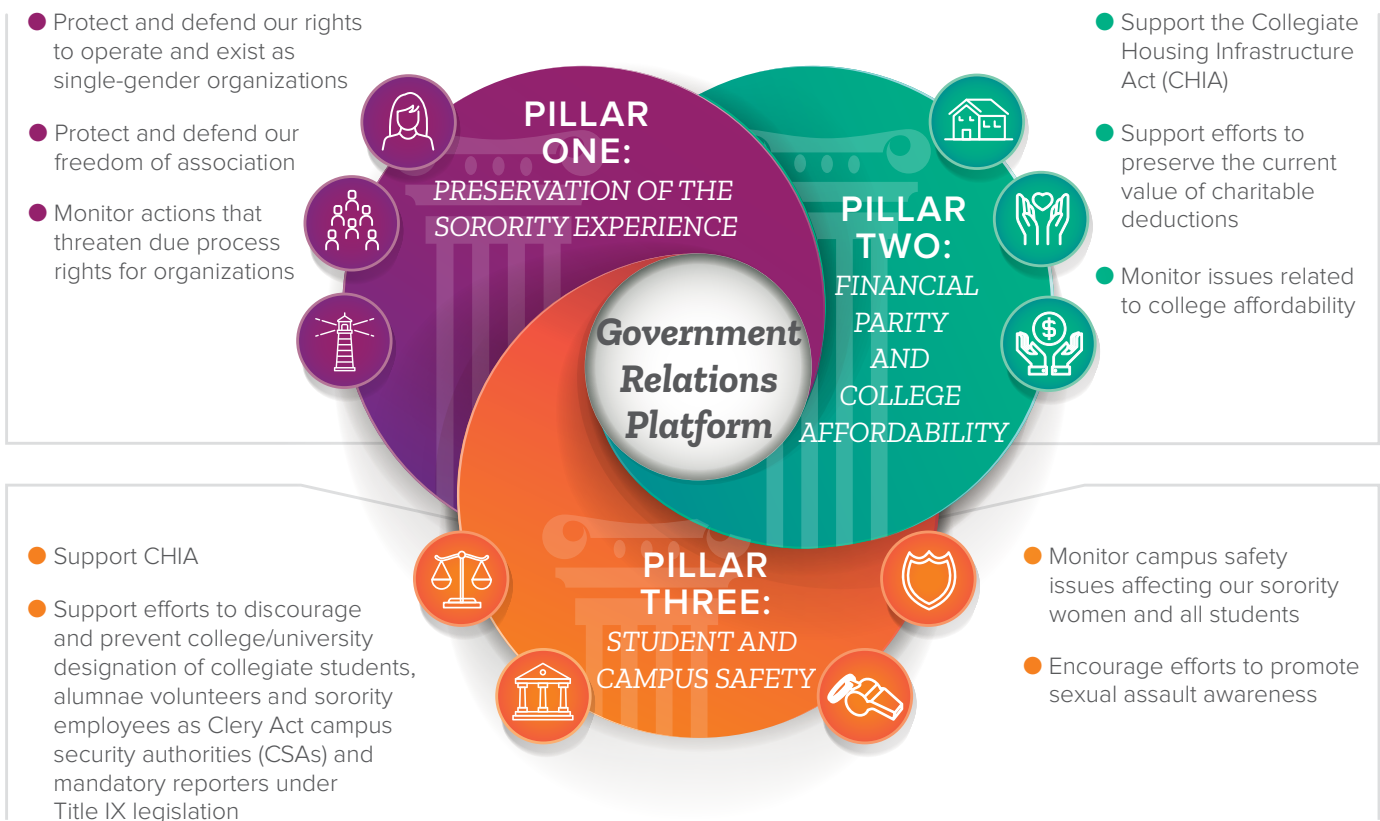 Protect and defend our rights
to operate and exist as
single-gender organizations
Protect and defend our
freedom of association
Monitor actions that
threaten due process
rights for organizations
PILLAR
ONE:
PRESERVATION OF THE
SORORITY EXPERIENCE
PILLAR
TWO:
FINANCIAL
PARITY
AND
COLLEGE
AFFORDABILITY
Support the Collegiate
Housing Infrastructure
Act (CHIA)
Support efforts to
preserve the current
value of charitable
deductions
Monitor issues related
to college affordability
$
Government
Relations
Platform
Support CHIA
Support efforts to discourage
and prevent college/university
designation of collegiate students,
alumnae volunteers and sorority
employees as Clery Act campus
security authorities (CSAs) and
mandatory reporters under
Title IX legislation
PILLAR
THREE:
STUDENT AND
CAMPUS SAFETY
Monitor campus safety
issues affecting our sorority
women and all students
Encourage efforts to promote
sexual assault awareness